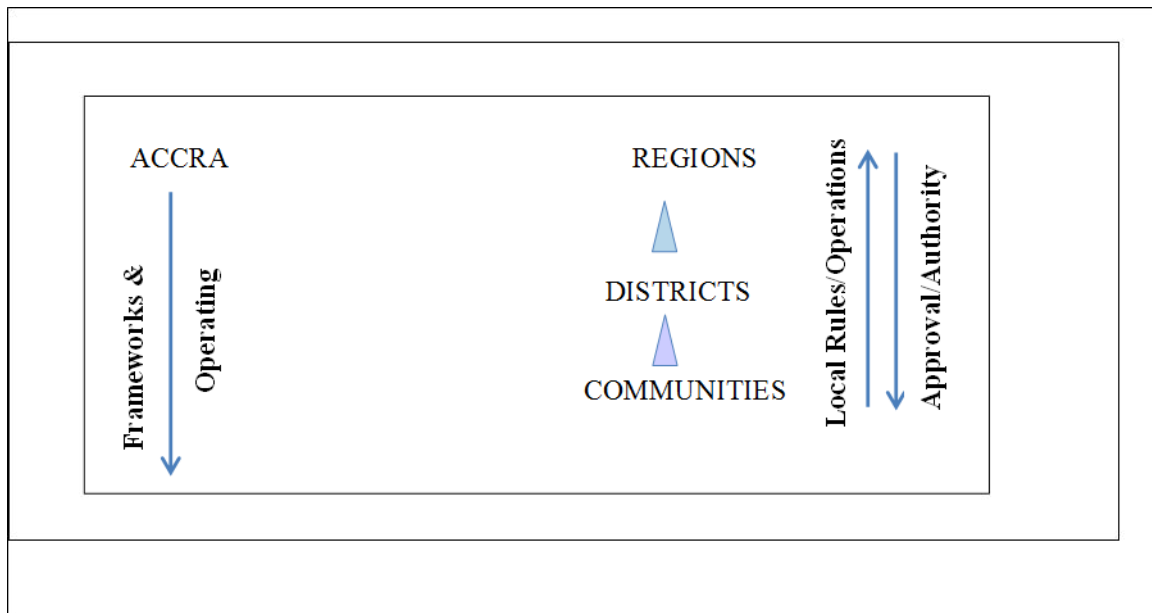 ACCRA
Frameworks &
Operating
REGIONS
DISTRICTS
COMMUNITIES
Local Rules/Operations
Approval/Authority